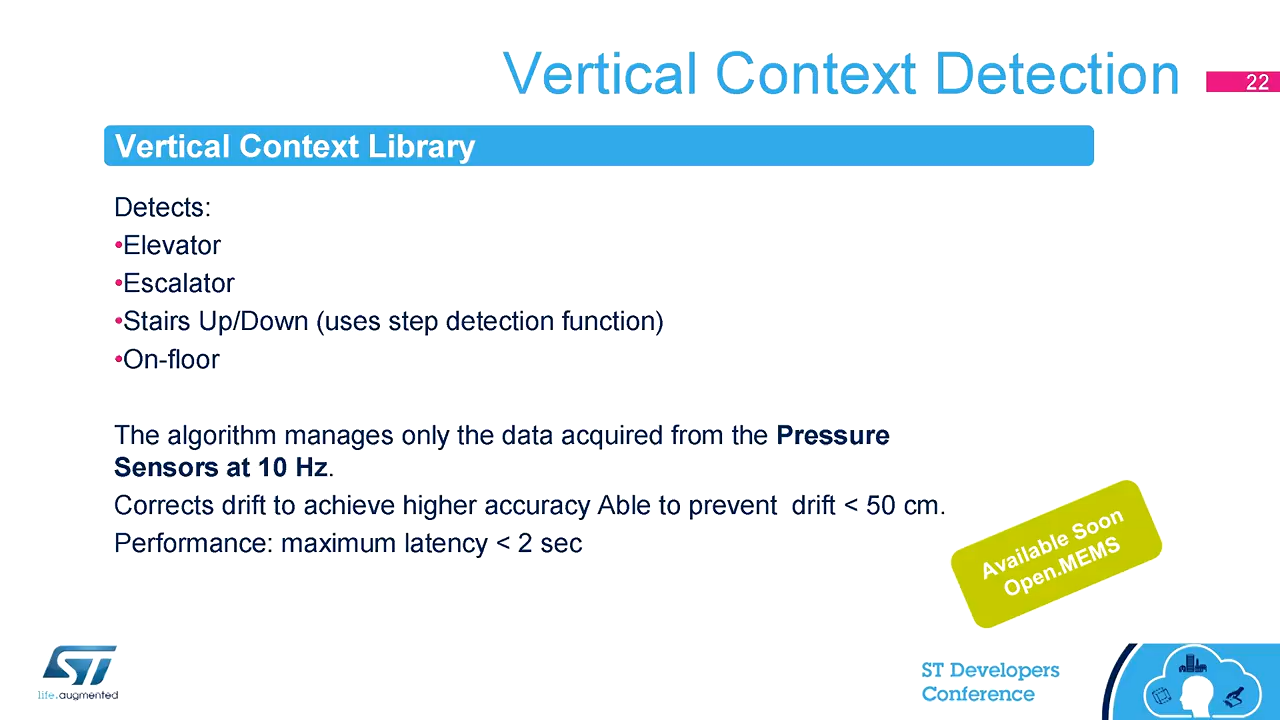 Vertical Context Detection
22
Vertical Context Library
Detects:
•Elevator
•Escalator
•Stairs Up/Down (uses step detection function)
•On-floor
The algorithm manages only the data acquired from the Pressure
Sensors at 10 Hz.
Corrects drift to achieve higher accuracy Able to prevent  drift < 50 cm.
Performance: maximum latency < 2 sec
Available Soon
Open.MEMS
ST
life.augmented
ST Developers
Conference